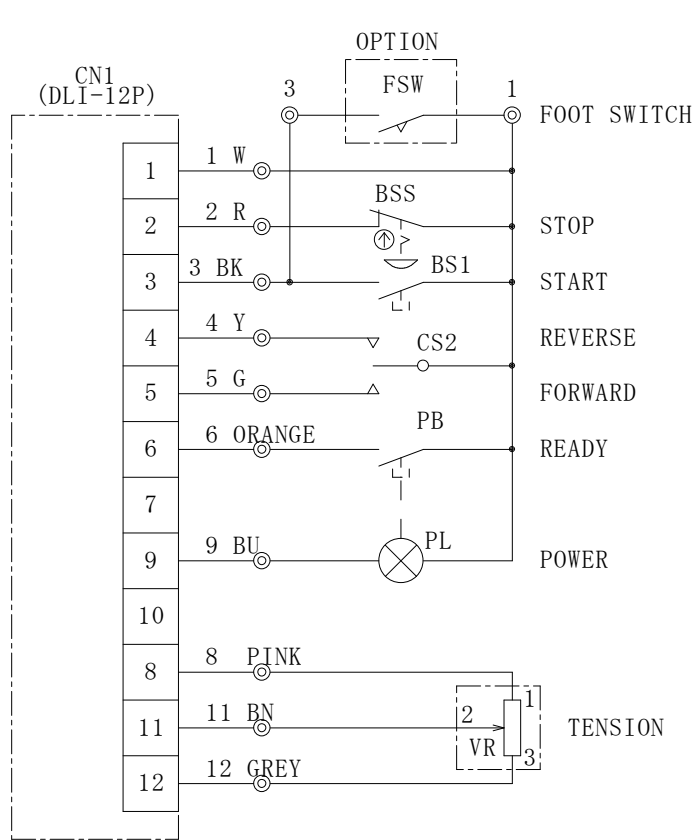 OPTION
CN1
(DLI-12P)
3
FSW
1
FOOT SWITCH
1
1 W
2
2 R
BSS
STOP
3
3 BK
BS1
START
4
4 Y
CS2
REVERSE
5
5 G
FORWARD
6
6 ORANGE
PB
READY
7
9
9 BU
PL
POWER
10
8
8 PINK
1
11
11 BN
2
VR
TENSION
3
12
12 GREY